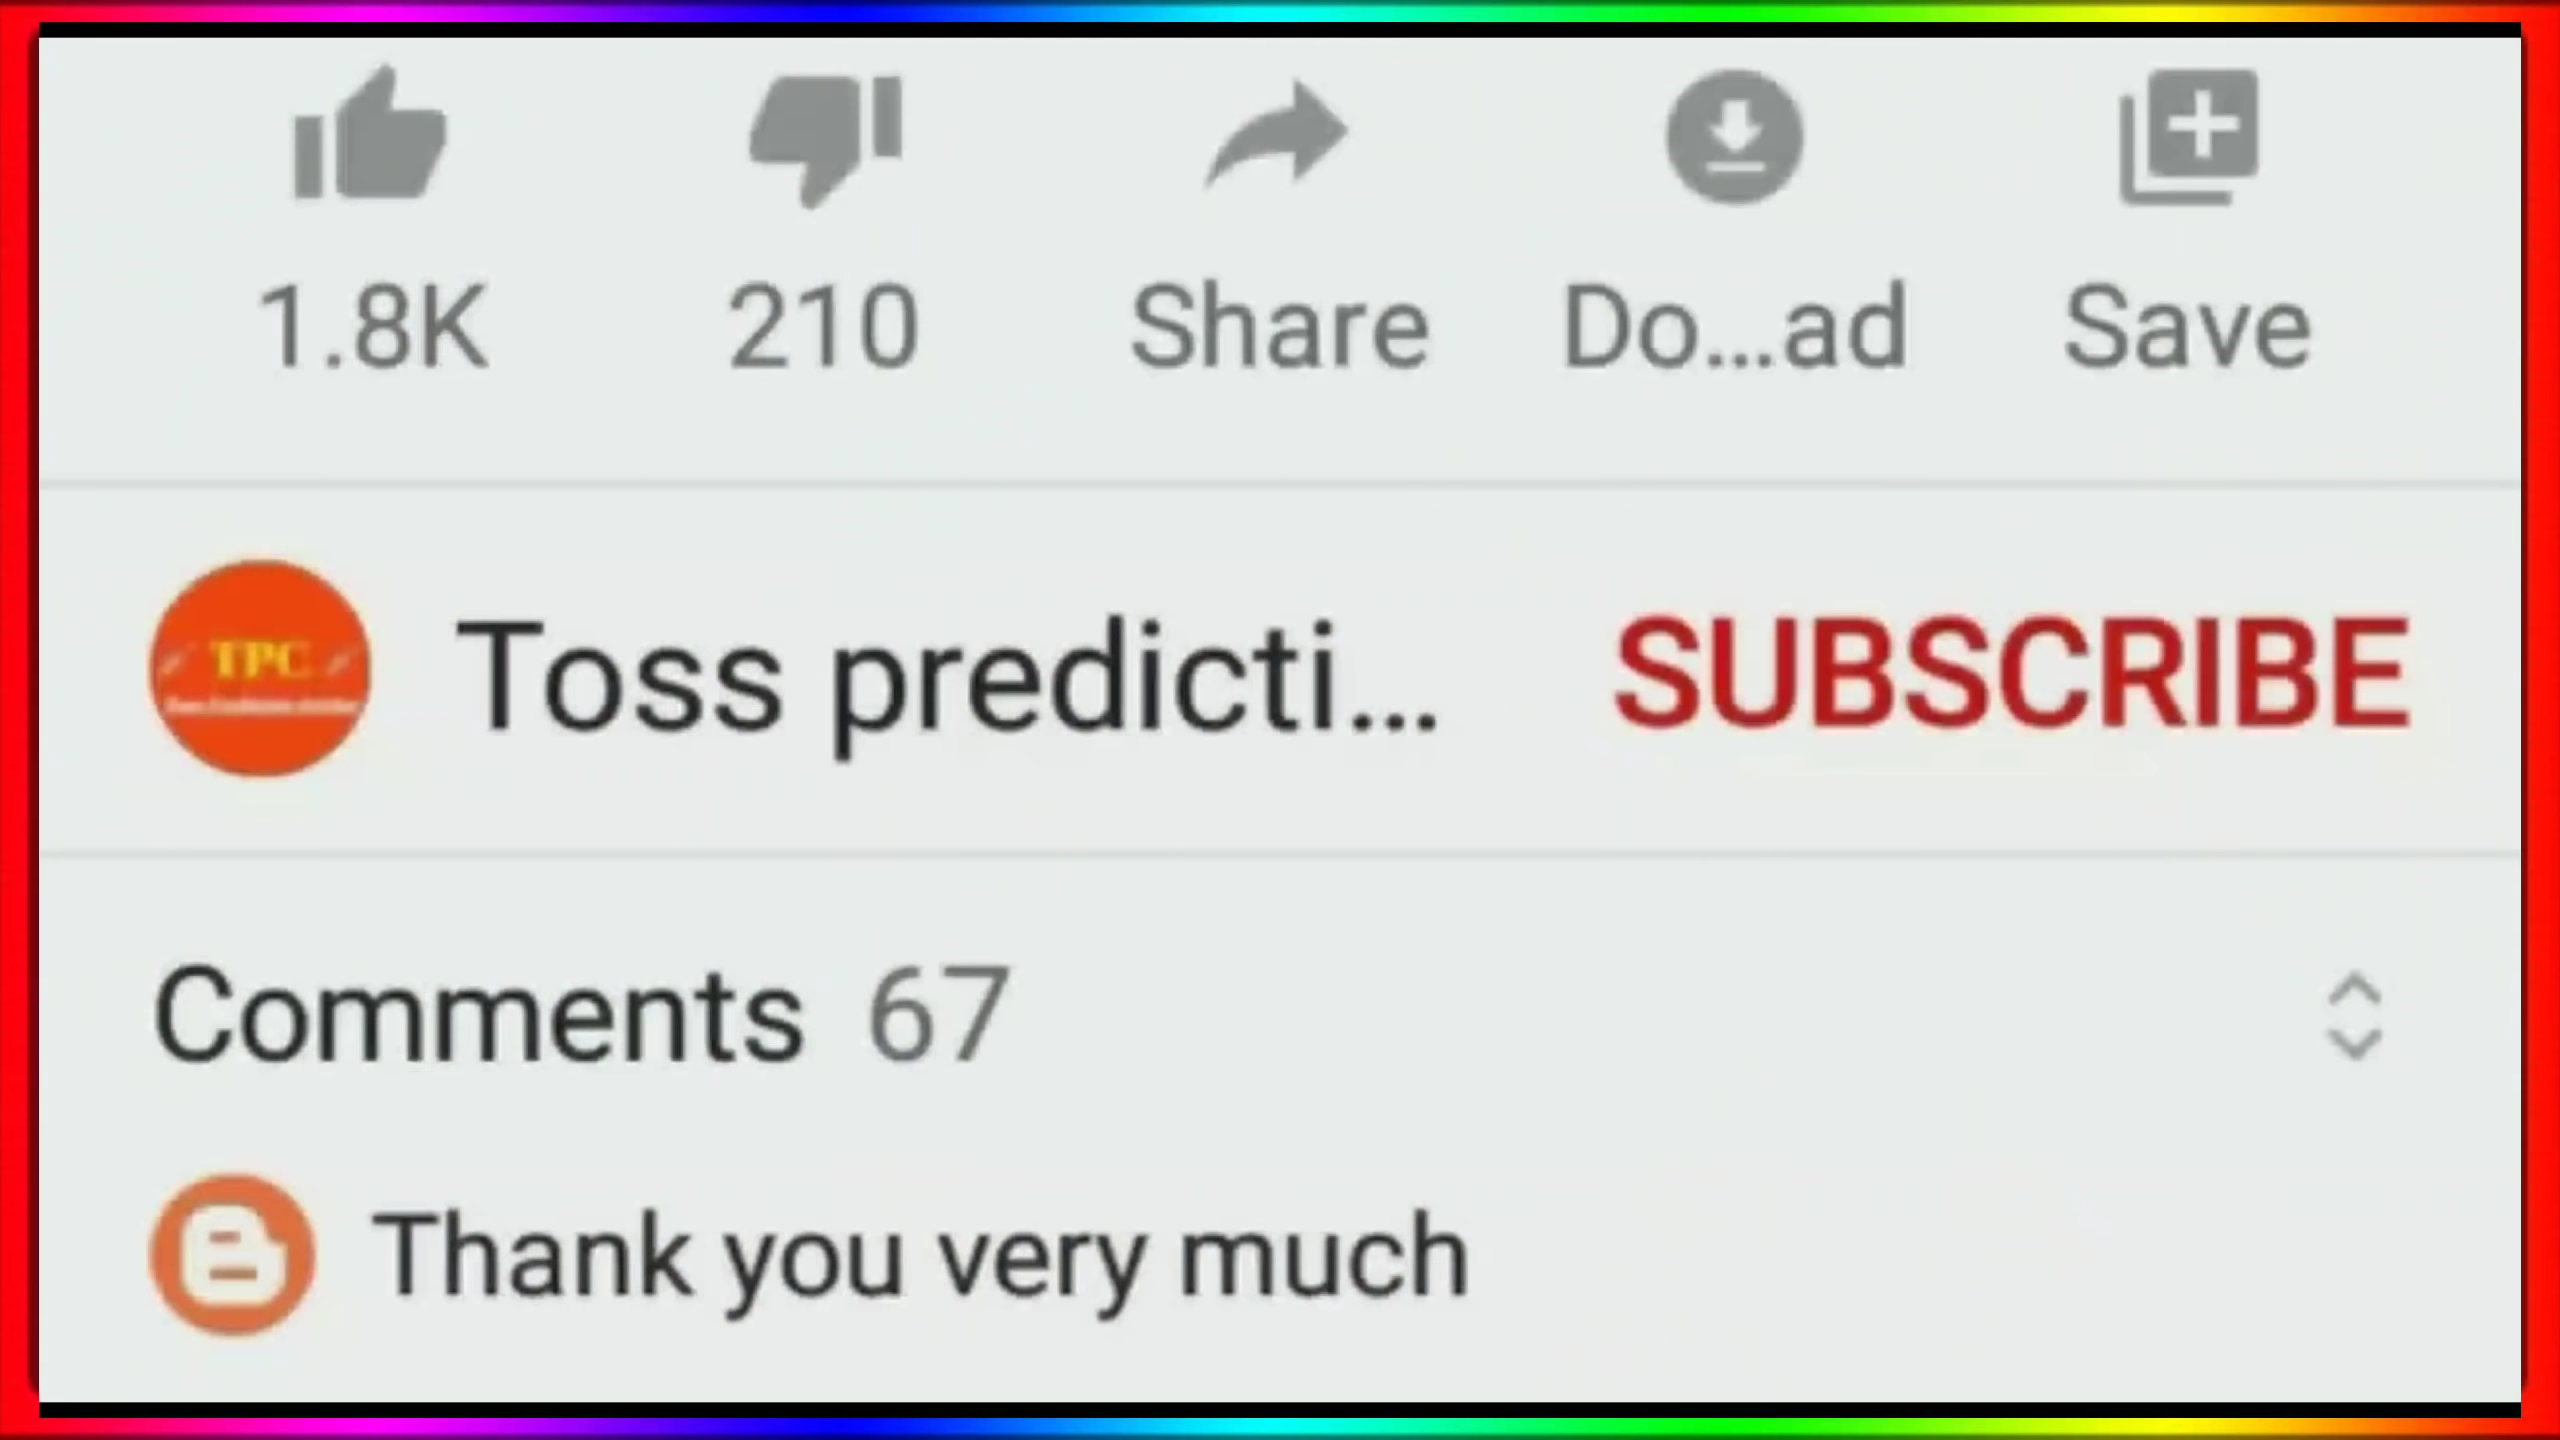 1.8K 210 Share Do...ad Save
TPC
Toss predicti... SUBSCRIBE
Comments 67
Thank you very much